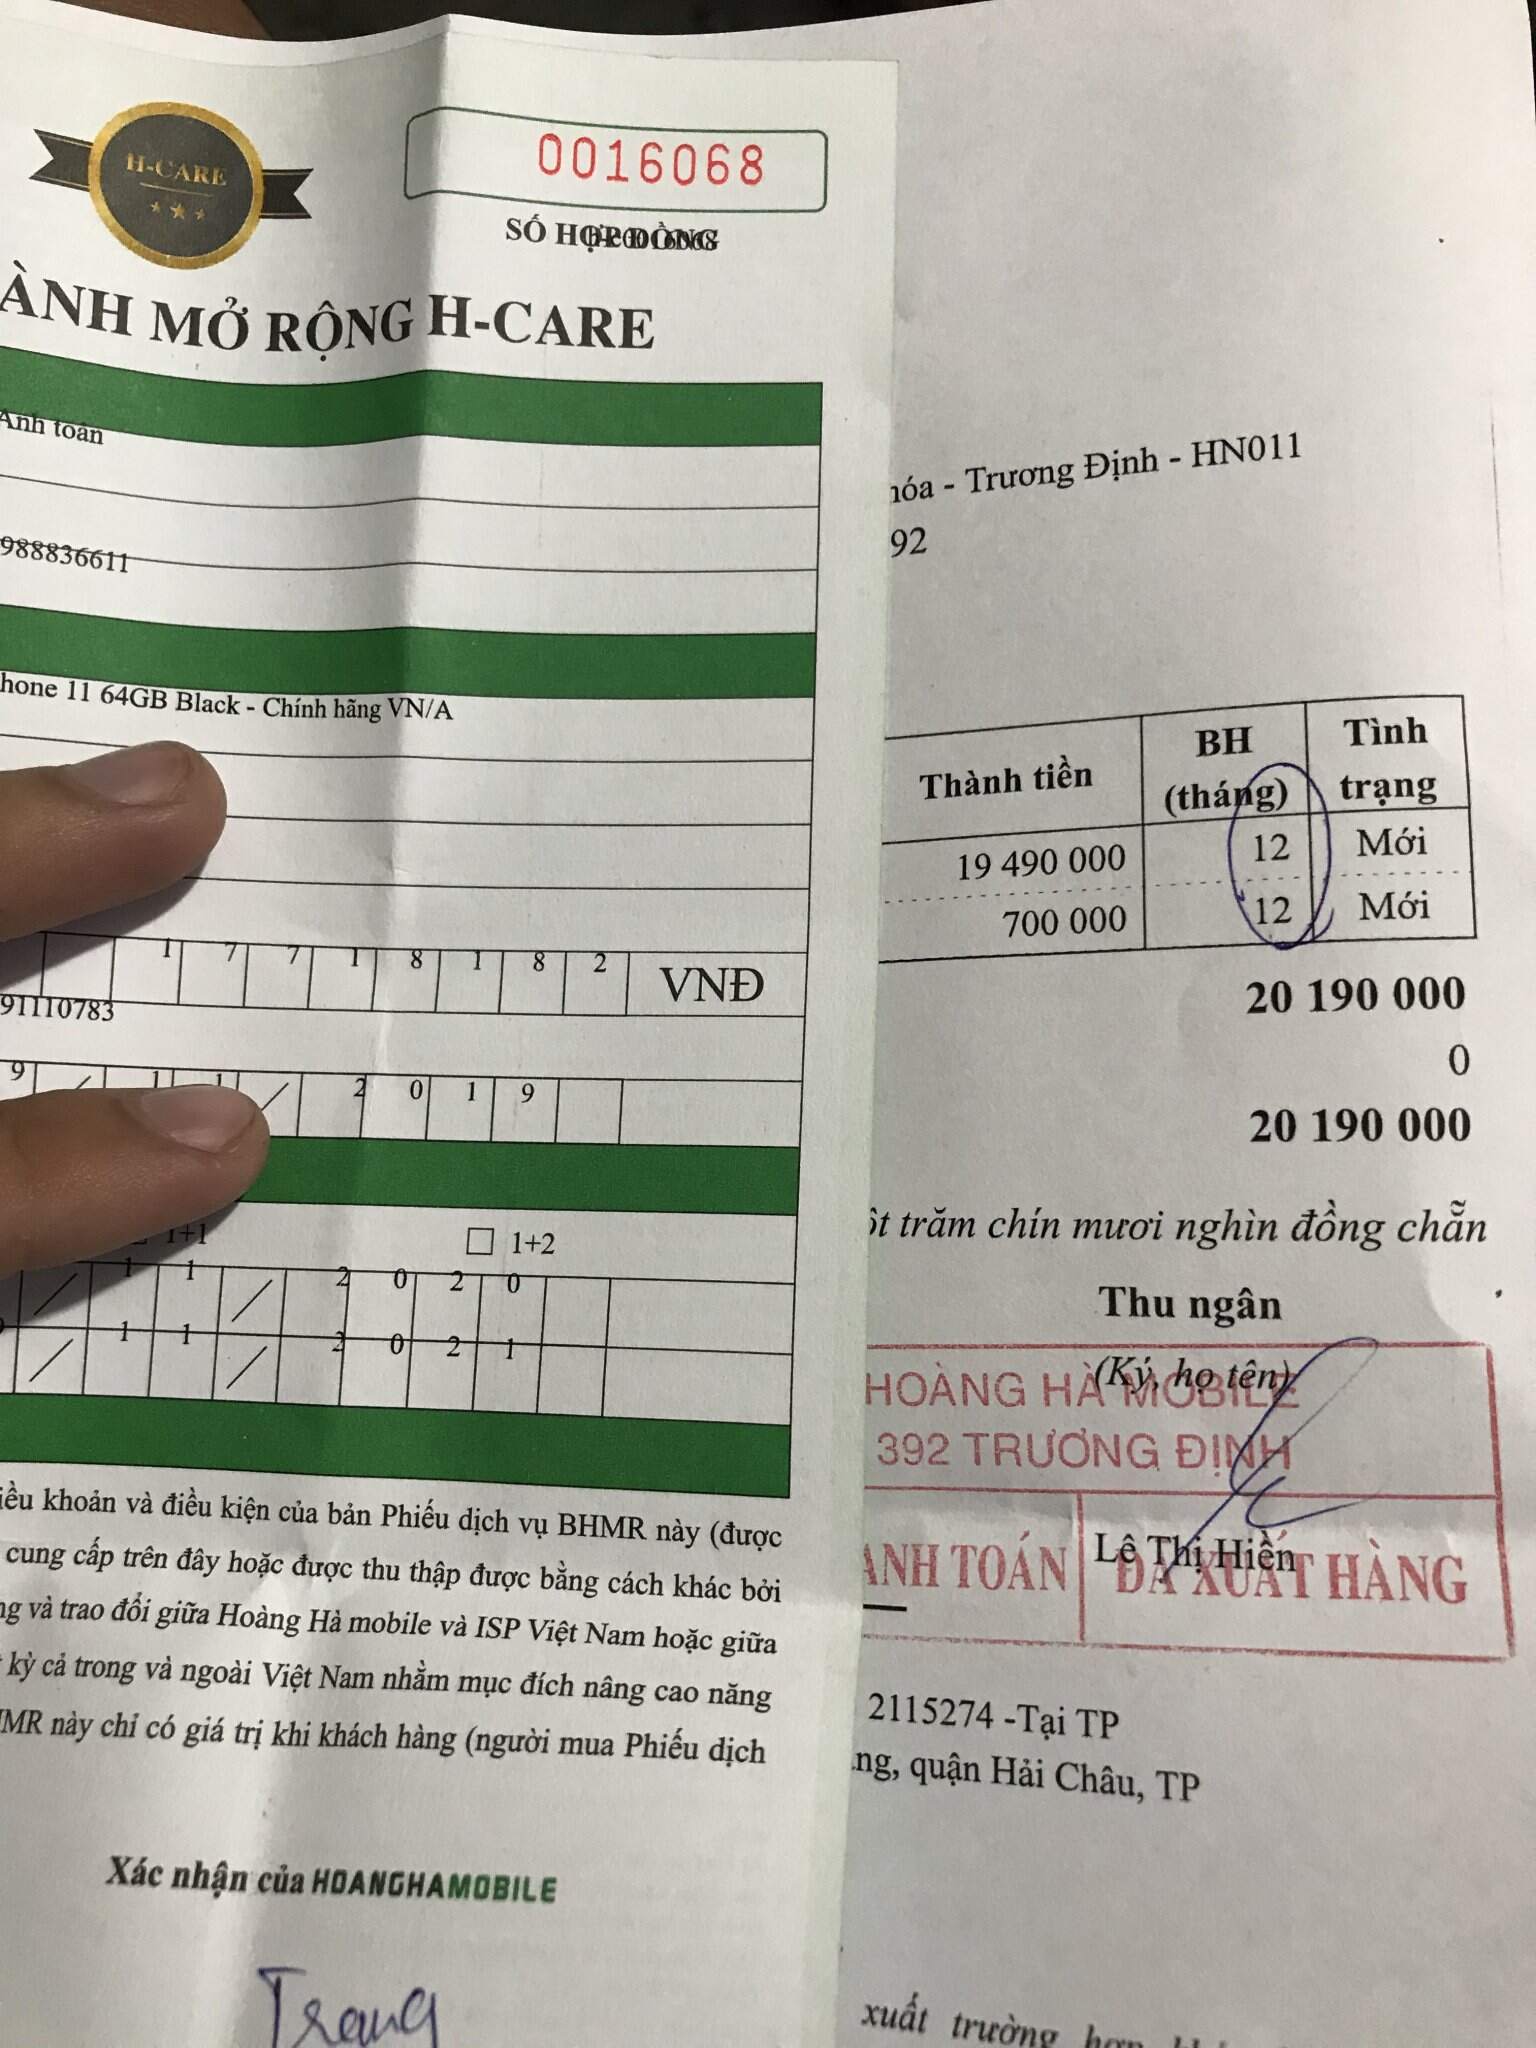 H-CARE
0016068
SỐ HỢP ĐỒNG
ÀNH MỞ RỘNG H-CARE
Anh toán
988836611
hone 11 64GB Black - Chính hãng VN/A
1 7 7 1 8 1 8 2 VNĐ
91110783
9 / 1 1 / 2 0 1 9
1+1 1+2
/ 1 1 / 2 0 2 0
/ 1 1 / 2 0 2 1
iều khoản và điều kiện của bản Phiếu dịch vụ BHMR này (được
cung cấp trên đây hoặc được thu thập được bằng cách khác bởi
ng và trao đổi giữa Hoàng Hà mobile và ISP Việt Nam hoặc giữa
kỳ cả trong và ngoài Việt Nam nhằm mục đích nâng cao năng
MR này chỉ có giá trị khi khách hàng (người mua Phiếu dịch
Xác nhận của HOANGHAMOBILE
Trang
hóa - Trương Định - HN011
92
Thành tiền BH (tháng) Tình trạng
19 490 000 12 Mới
700 000 12 Mới
20 190 000
0
20 190 000
ột trăm chín mươi nghìn đồng chẵn
Thu ngân
(Ký, họ tên)
HOÀNG HÀ MOBILE
392 TRƯƠNG ĐỊNH
Lê Thị Hiền
ANH TOÁN ĐÃ XUẤT HÀNG
2115274 -Tại TP
ng, quận Hải Châu, TP
xuất trường hợp